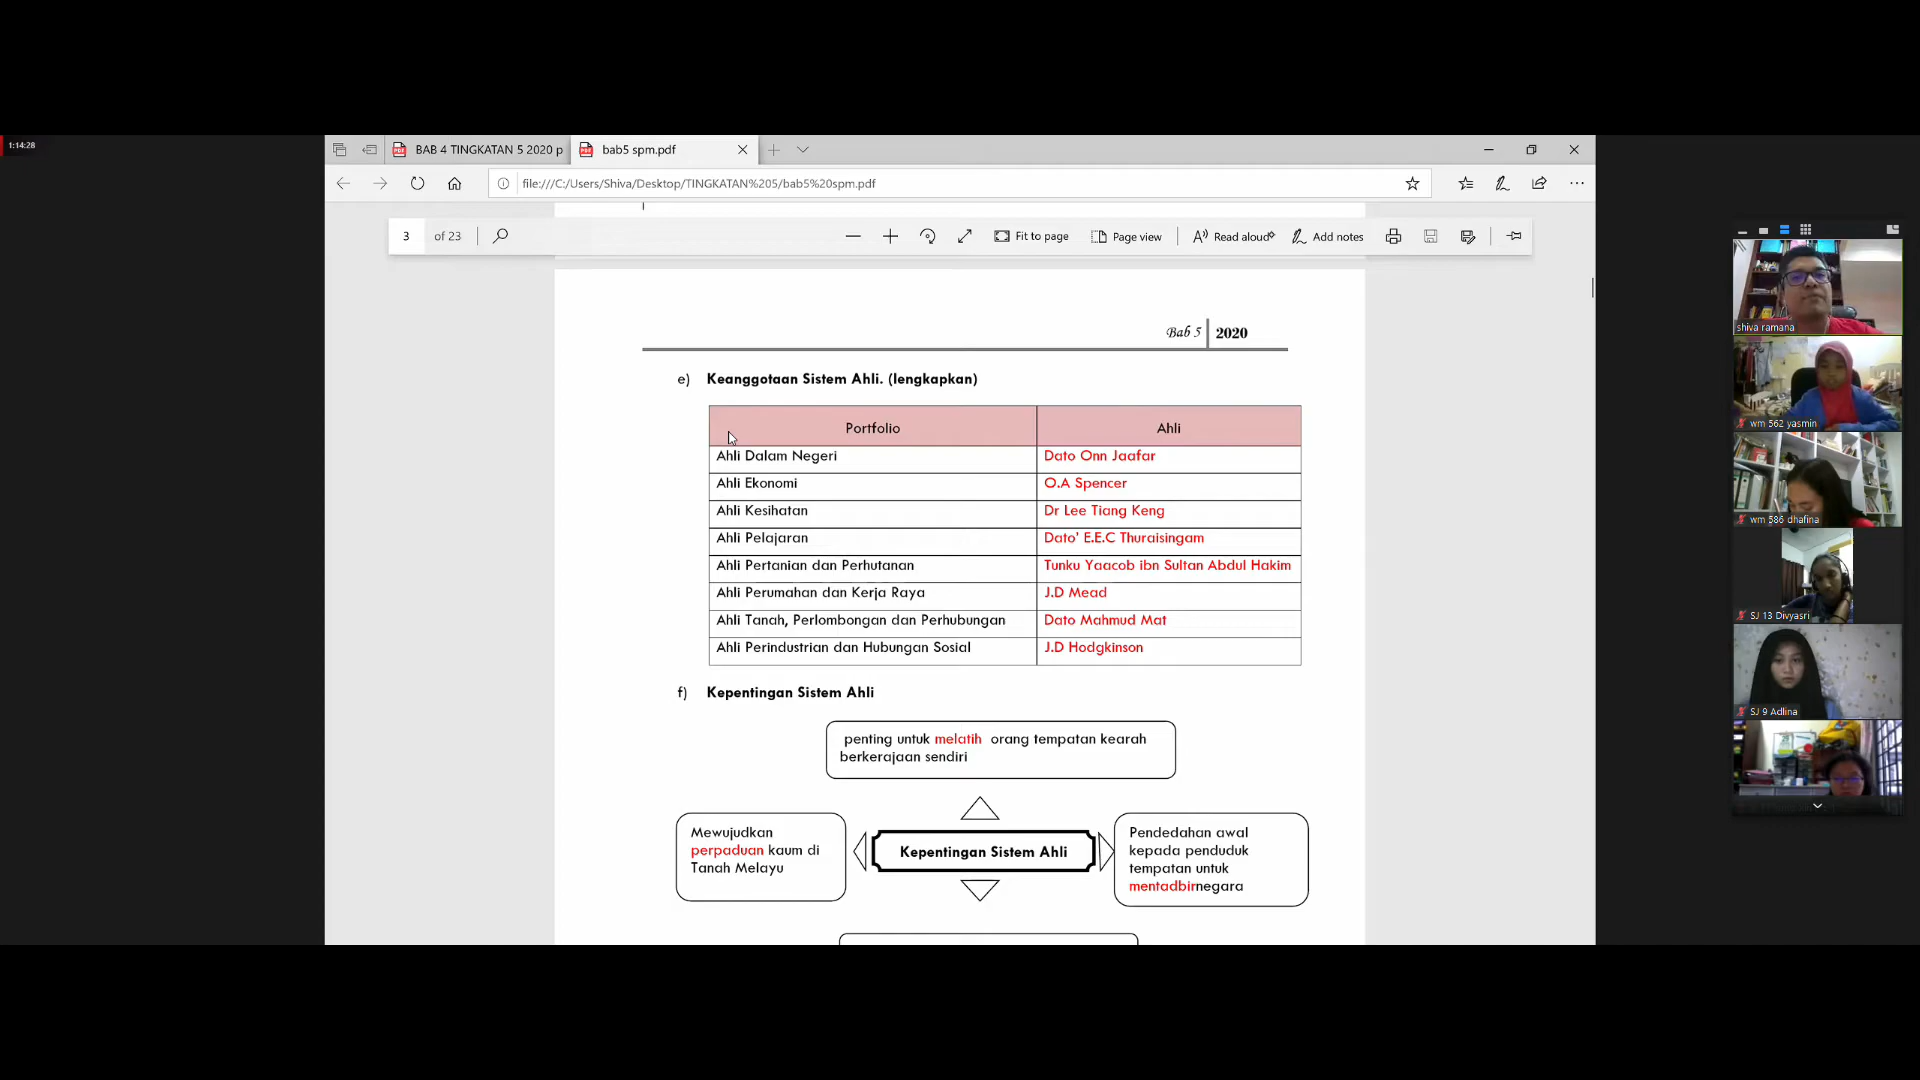 1:14:28
BAB 4 TINGKATAN 5 2020 p
bab5 spm.pdf
file:///C:/Users/Shiva/Desktop/TINGKATAN%205/bab5%20spm.pdf
3 of 23
Fit to page
Page view
Read aloud
Add notes
Bab 5 2020
e) Keanggotaan Sistem Ahli. (lengkapkan)
Portfolio Ahli
Ahli Dalam Negeri Dato Onn Jaafar
Ahli Ekonomi O.A Spencer
Ahli Kesihatan Dr Lee Tiang Keng
Ahli Pelajaran Dato' E.E.C Thuraisingam
Ahli Pertanian dan Perhutanan Tunku Yaacob ibn Sultan Abdul Hakim
Ahli Perumahan dan Kerja Raya J.D Mead
Ahli Tanah, Perlombongan dan Perhubungan Dato Mahmud Mat
Ahli Perindustrian dan Hubungan Sosial J.D Hodgkinson
f) Kepentingan Sistem Ahli
penting untuk melatih orang tempatan kearah
berkerajaan sendiri
Mewujudkan
perpaduan kaum di
Tanah Melayu
Kepentingan Sistem Ahli
Pendedahan awal
kepada penduduk
tempatan untuk
mentadbirnegara
shiva ramana
wm 562 yasmin
wm 586 dhafina
SJ 13 Divyasri
SJ 9 Adlina